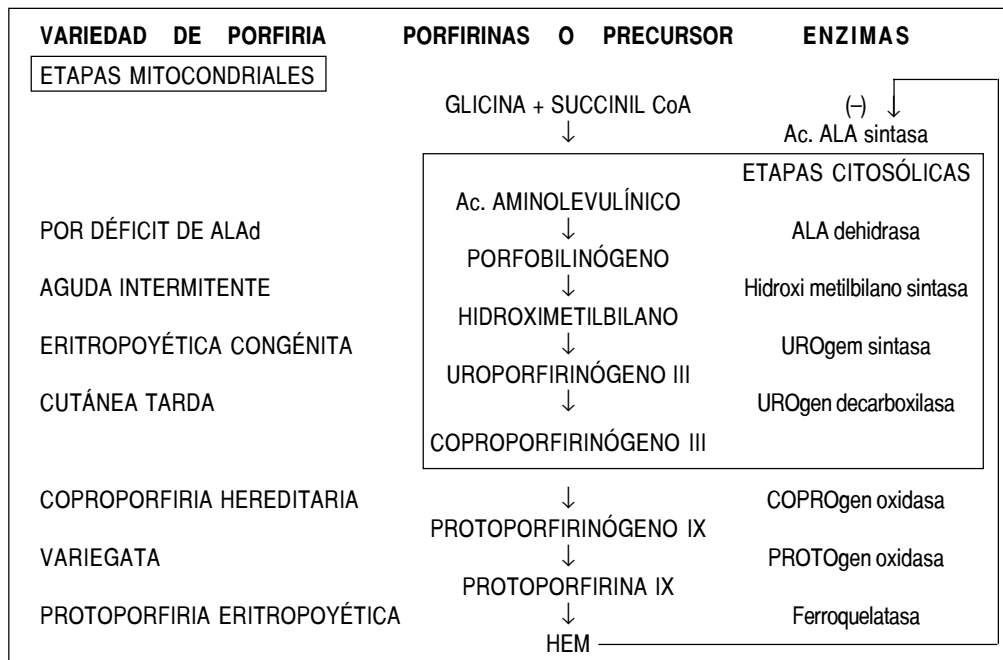 VARIEDAD DE PORFIRIA PORFIRINAS O PRECURSOR ENZIMAS
ETAPAS MITOCONDRIALES
GLICINA + SUCCINIL CoA (–) ↓
↓ Ac. ALA sintasa
ETAPAS CITOSÓLICAS
Ac. AMINOLEVULÍNICO
POR DÉFICIT DE ALAd ↓ ALA dehidrasa
PORFOBILINÓGENO
AGUDA INTERMITENTE ↓ Hidroxi metilbilano sintasa
HIDROXIMETILBILANO
ERITROPOYÉTICA CONGÉNITA ↓ UROgem sintasa
UROPORFIRINÓGENO III
CUTÁNEA TARDA ↓ UROgen decarboxilasa
COPROPORFIRINÓGENO III
COPROPORFIRIA HEREDITARIA ↓ COPROgen oxidasa
PROTOPORFIRINÓGENO IX
VARIEGATA ↓ PROTOgen oxidasa
PROTOPORFIRINA IX
PROTOPORFIRIA ERITROPOYÉTICA ↓ Ferroquelatasa
HEM